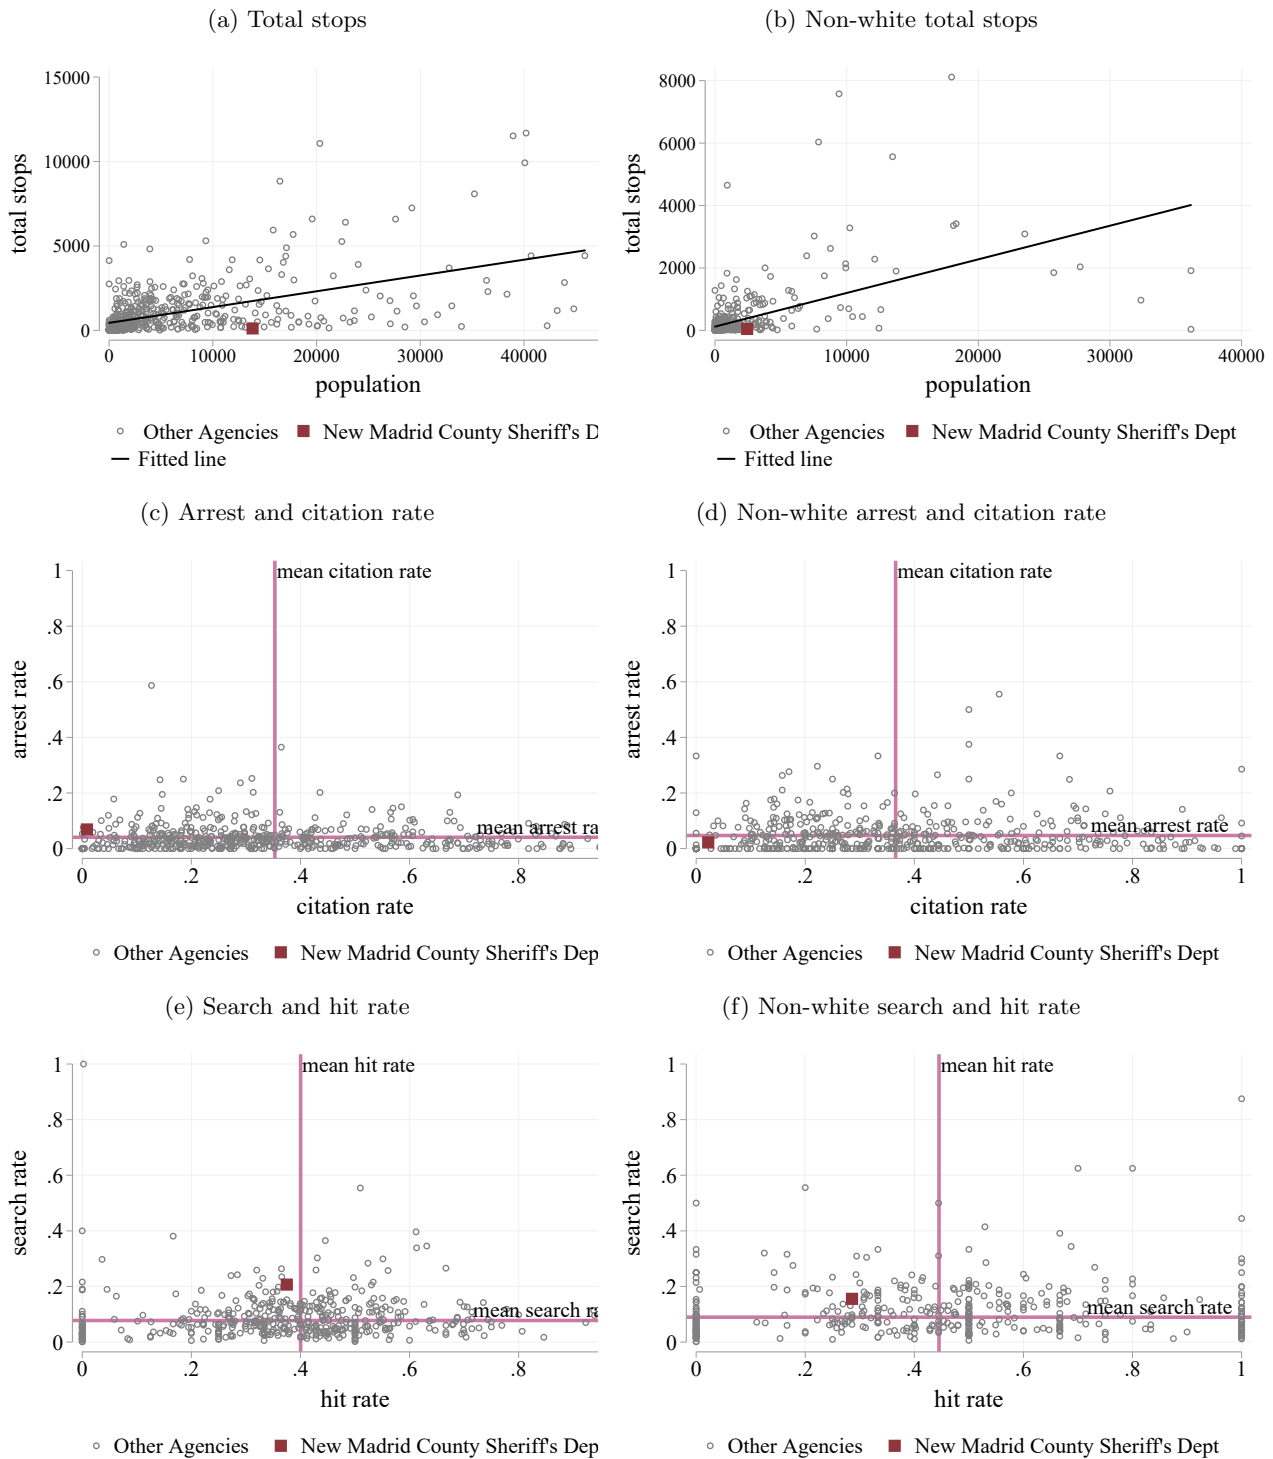 (a) Total stops
15000
10000
5000
0
total stops
0 10000 20000 30000 40000
population
Other Agencies New Madrid County Sheriff's D
Fitted line
(b) Non-white total stops
8000
6000
4000
2000
0
total stops
0 10000 20000 30000 40000
population
Other Agencies New Madrid County Sheriff's Dept
Fitted line
(c) Arrest and citation rate
mean citation rate
1
.8
.6
.4
.2
0
arrest rate
mean arrest ra
0 .2 .4 .6 .8
citation rate
Other Agencies New Madrid County Sheriff's Dep
(d) Non-white arrest and citation rate
mean citation rate
1
.8
.6
.4
.2
0
arrest rate
mean arrest rate
0 .2 .4 .6 .8 1
citation rate
Other Agencies New Madrid County Sheriff's Dept
(e) Search and hit rate
mean hit rate
1
.8
.6
.4
.2
0
search rate
mean search ra
0 .2 .4 .6 .8
hit rate
Other Agencies New Madrid County Sheriff's Dep
(f) Non-white search and hit rate
mean hit rate
1
.8
.6
.4
.2
0
search rate
mean search rate
0 .2 .4 .6 .8 1
hit rate
Other Agencies New Madrid County Sheriff's Dept